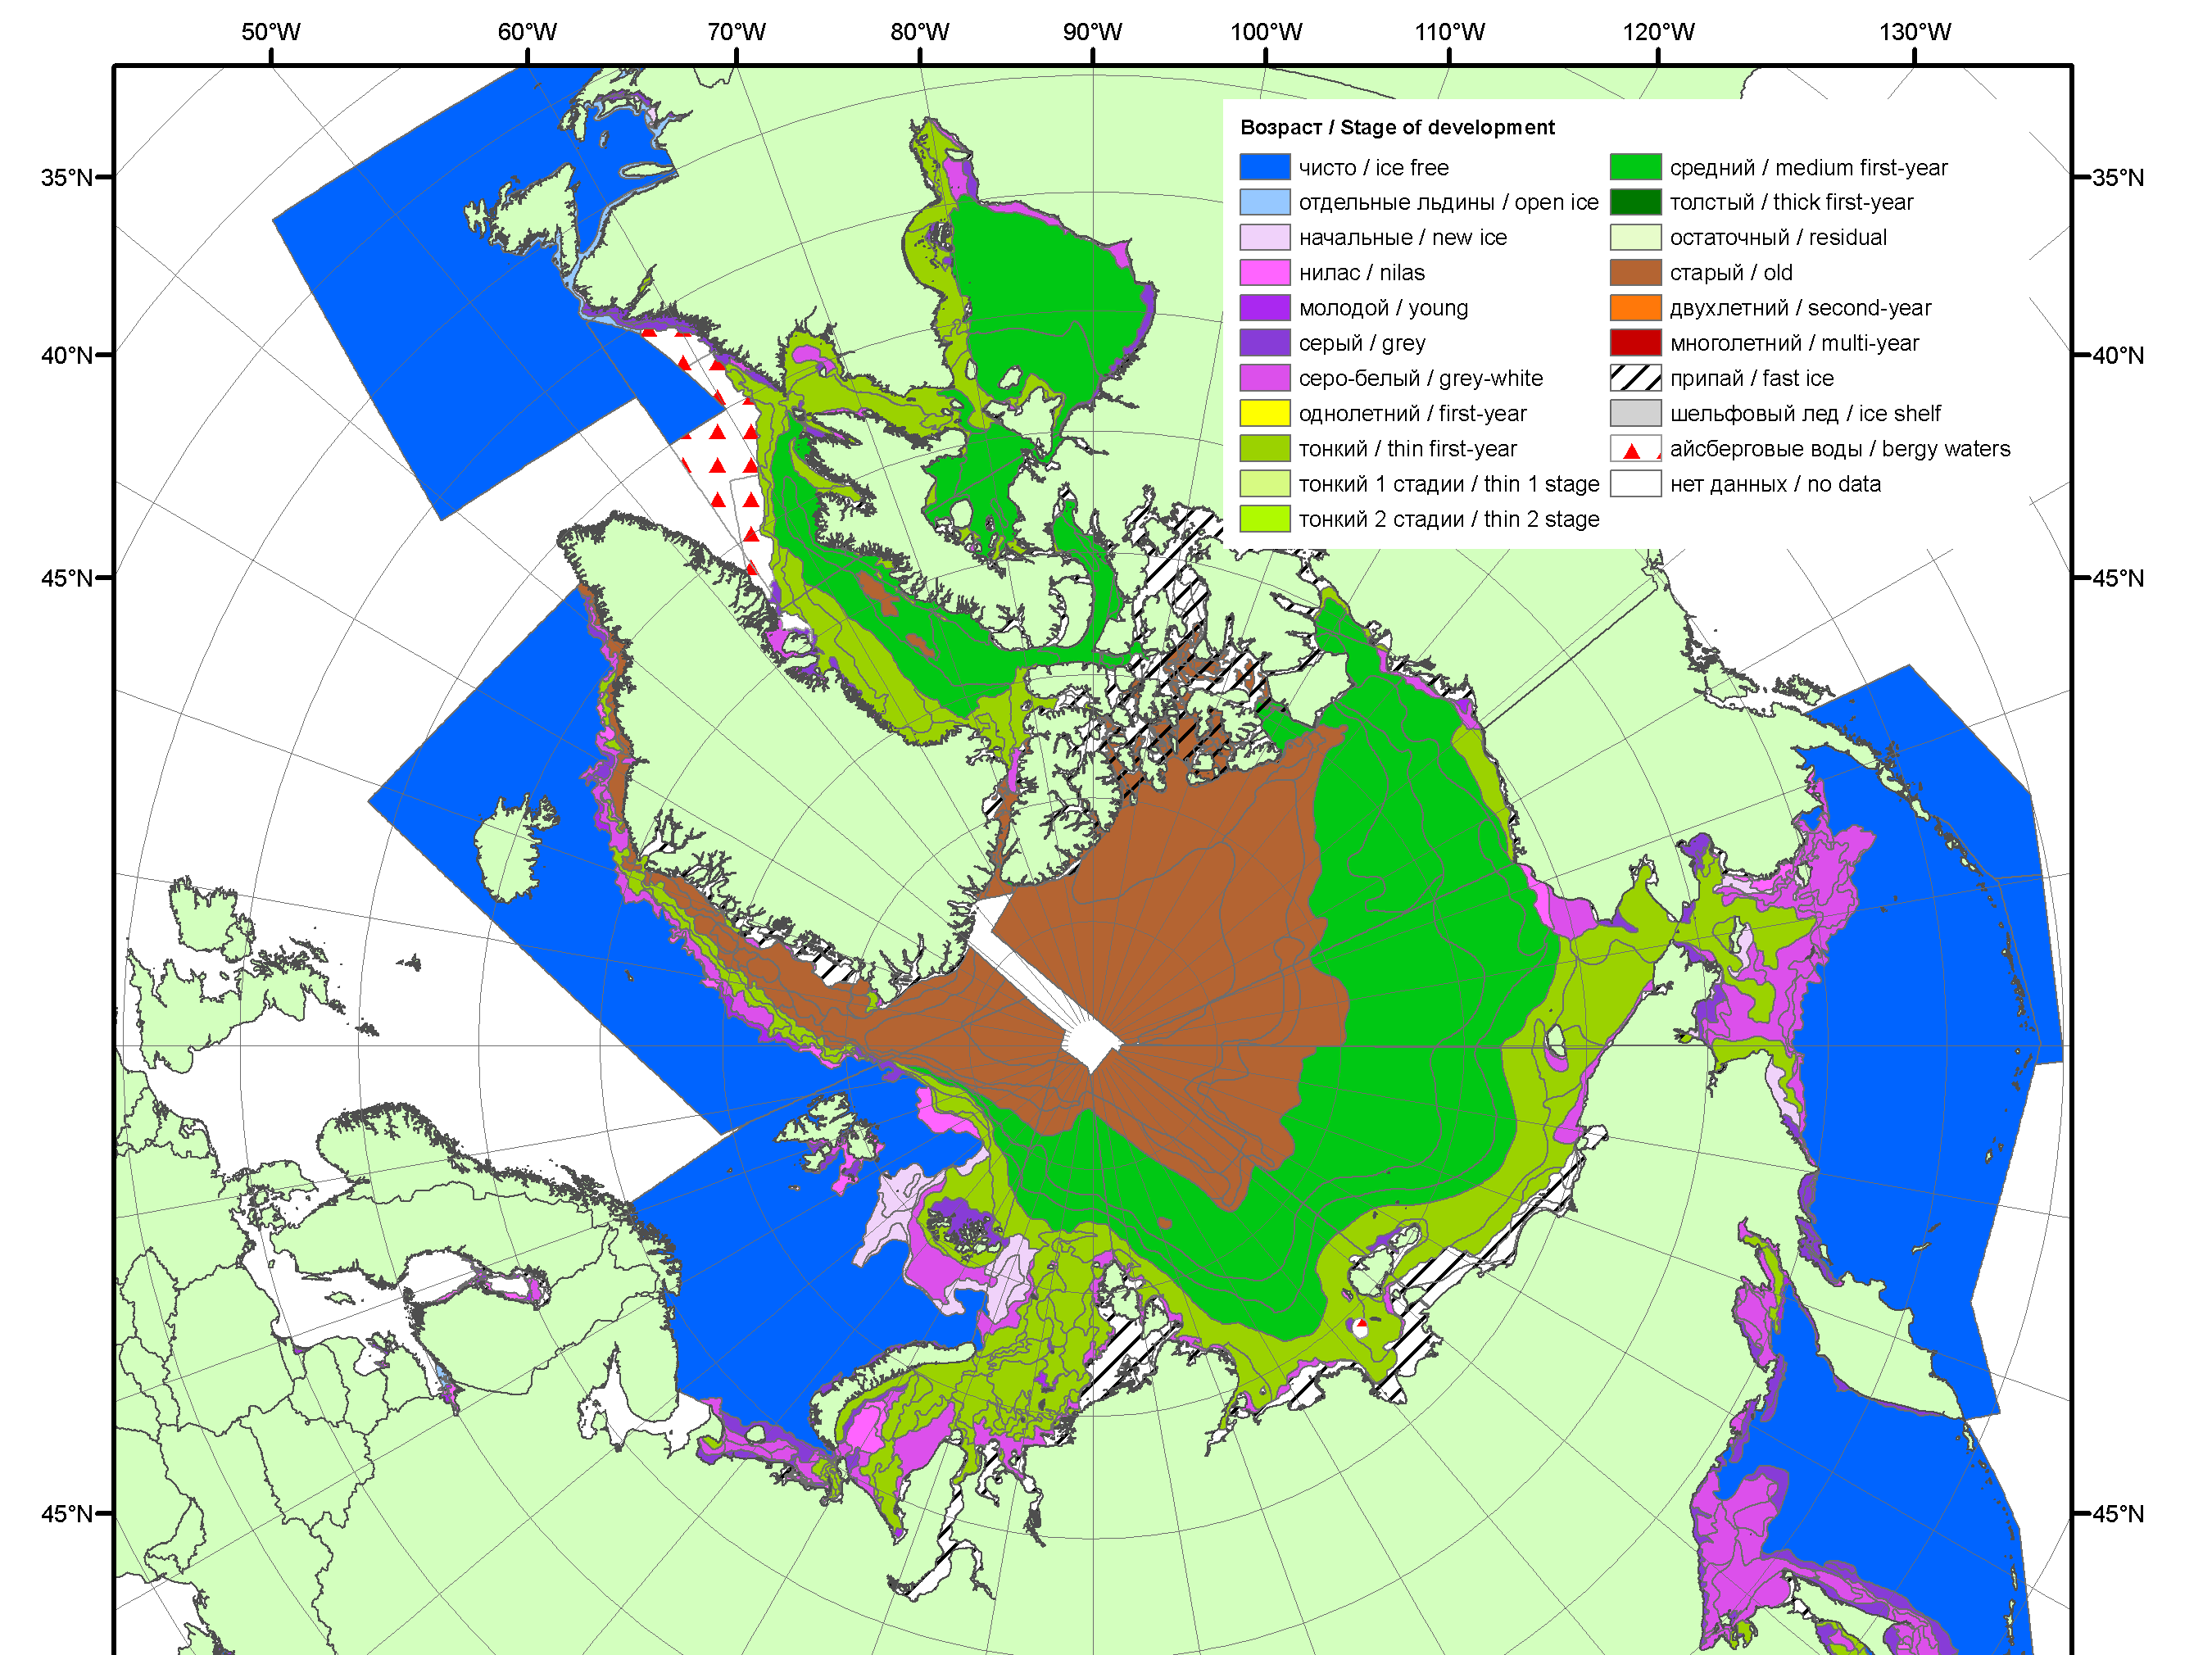 50°W 60°W 70°W 80°W 90°W 100°W 110°W 120°W 130°W
35°N 35°N
40°N 40°N
45°N 45°N
45°N 45°N
Возраст / Stage of development
чисто / ice free
отдельные льдины / open ice
начальные / new ice
нилас / nilas
молодой / young
серый / grey
серо-белый / grey-white
однолетний / first-year
тонкий / thin first-year
тонкий 1 стадии / thin 1 stage
тонкий 2 стадии / thin 2 stage
средний / medium first-year
толстый / thick first-year
остаточный / residual
старый / old
двухлетний / second-year
многолетний / multi-year
припай / fast ice
шельфовый лед / ice shelf
айсберговые воды / bergy waters
нет данных / no data